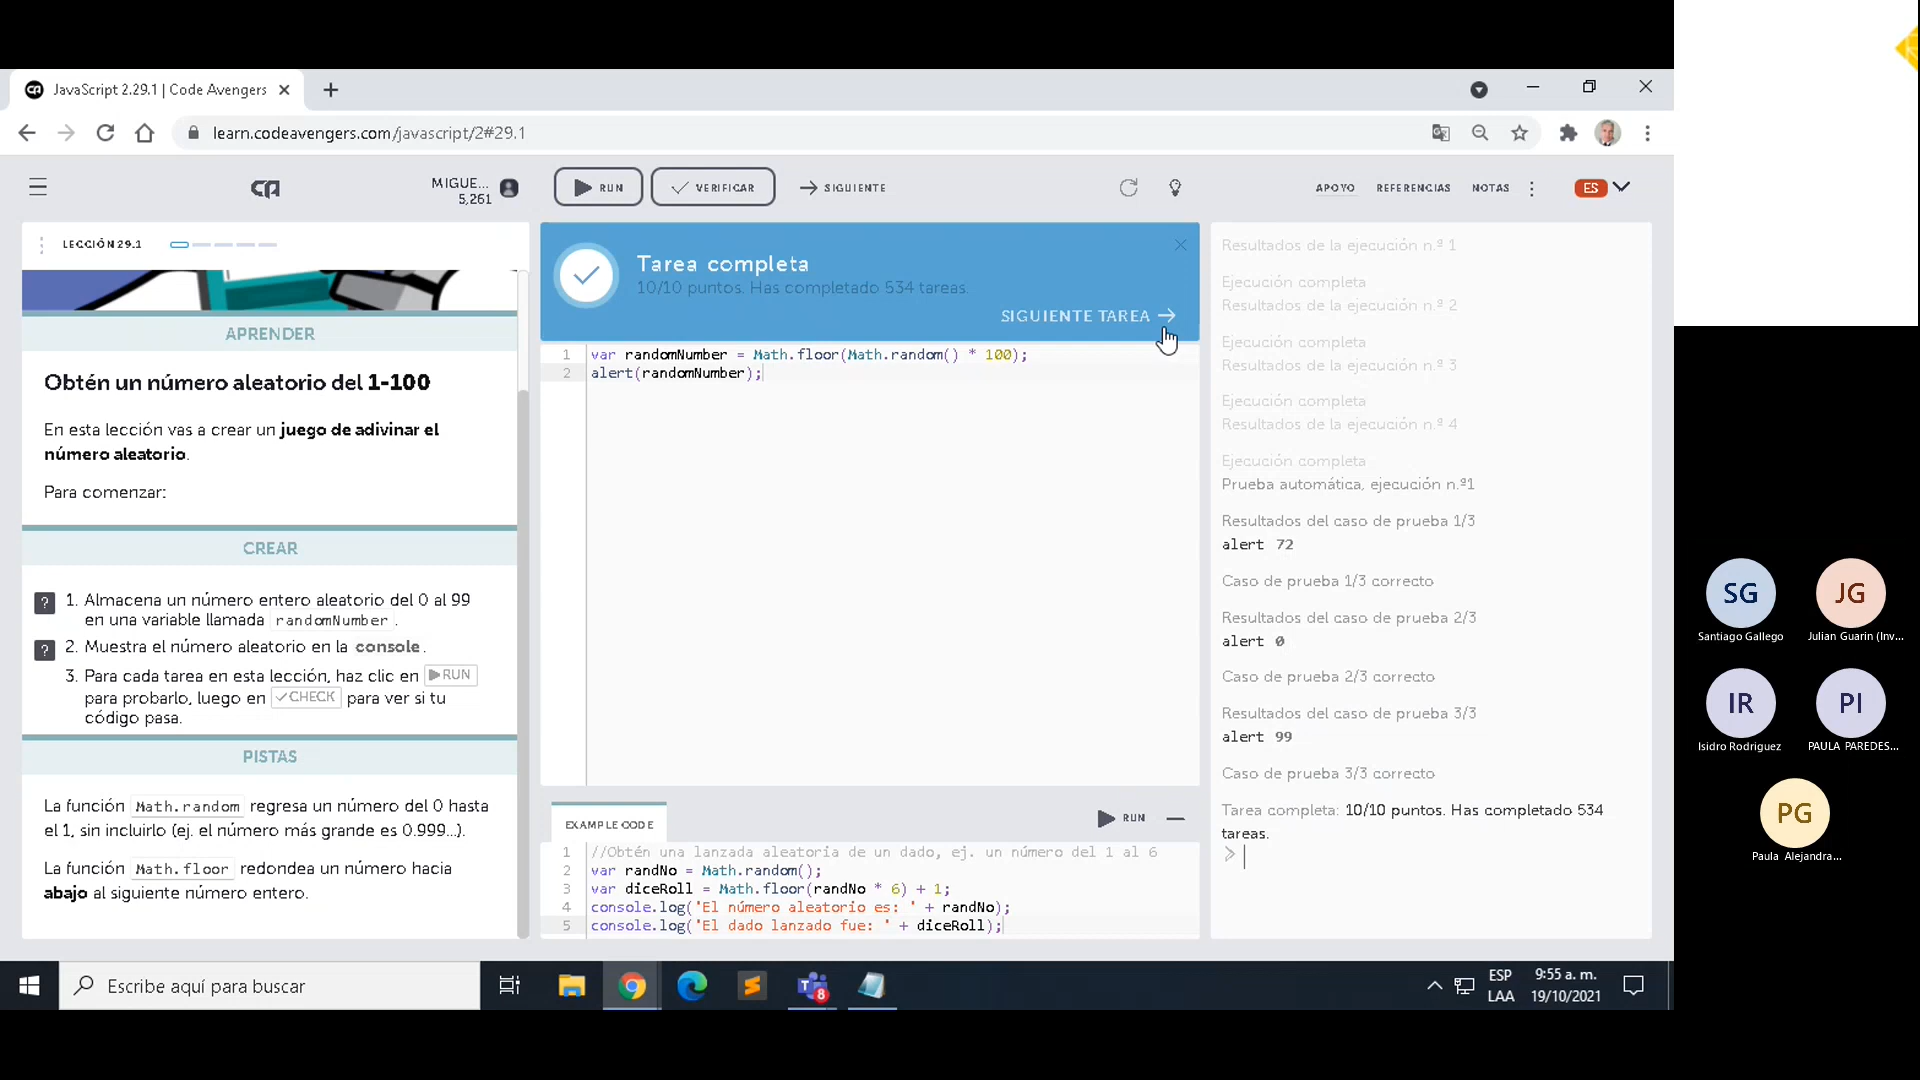 JavaScript 2.29.1 | Code Avengers
learn.codeavengers.com/javascript/2#29.1
MIGUE...
5,261
RUN
VERIFICAR
SIGUIENTE
APOYO
REFERENCIAS
NOTAS
ES
LECCIÓN 29.1
APRENDER
Obtén un número aleatorio del 1-100
En esta lección vas a crear un juego de adivinar el
número aleatorio.
Para comenzar:
CREAR
? 1. Almacena un número entero aleatorio del 0 al 99
en una variable llamada randomNumber.
? 2. Muestra el número aleatorio en la console.
3. Para cada tarea en esta lección, haz clic en RUN
para probarlo, luego en CHECK para ver si tu
código pasa.
PISTAS
La función Math.random regresa un número del 0 hasta
el 1, sin incluirlo (ej. el número más grande es 0.999...).
La función Math.floor redondea un número hacia
abajo al siguiente número entero.
Tarea completa
10/10 puntos. Has completado 534 tareas.
SIGUIENTE TAREA
1 var randomNumber = Math.floor(Math.random() * 100);
2 alert(randomNumber);
EXAMPLE CODE
RUN
1 //Obtén una lanzada aleatoria de un dado, ej. un número del 1 al 6
2 var randNo = Math.random();
3 var diceRoll = Math.floor(randNo * 6) + 1;
4 console.log('El número aleatorio es: ' + randNo);
5 console.log('El dado lanzado fue: ' + diceRoll);
Resultados de la ejecución n.º 1
Ejecución completa
Resultados de la ejecución n.º 2
Ejecución completa
Resultados de la ejecución n.º 3
Ejecución completa
Resultados de la ejecución n.º 4
Ejecución completa
Prueba automática, ejecución n.º1
Resultados del caso de prueba 1/3
alert 72
Caso de prueba 1/3 correcto
Resultados del caso de prueba 2/3
alert 0
Caso de prueba 2/3 correcto
Resultados del caso de prueba 3/3
alert 99
Caso de prueba 3/3 correcto
Tarea completa: 10/10 puntos. Has completado 534
tareas.
>
SG
Santiago Gallego
JG
Julian Guarin (Inv...
IR
Isidro Rodriguez
PI
PAULA PAREDES...
PG
Paula Alejandra...
Escribe aquí para buscar
8
ESP
LAA
9:55 a. m.
19/10/2021